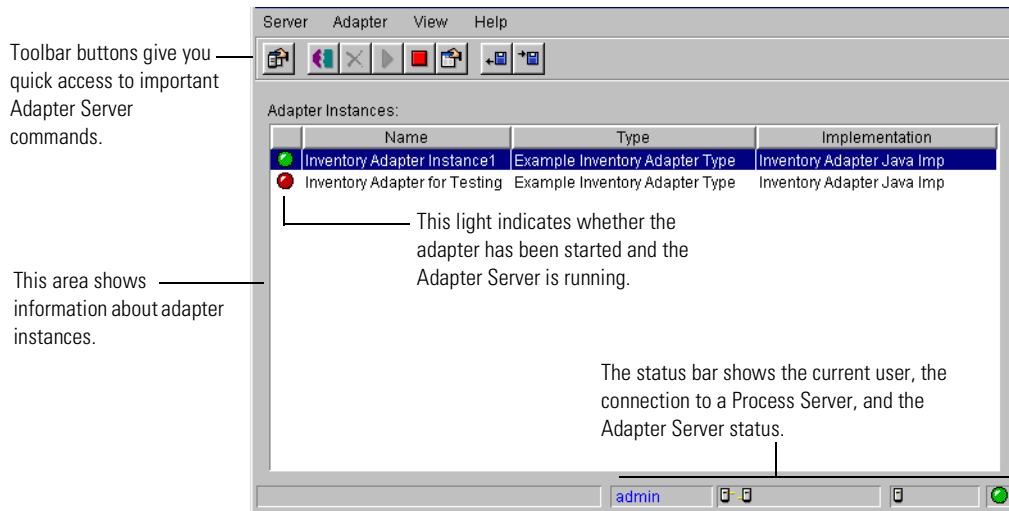 Server Adapter View Help
Toolbar buttons give you
quick access to important
Adapter Server
commands.
Adapter Instances:
Name Type Implementation
Inventory Adapter Instance1 Example Inventory Adapter Type Inventory Adapter Java Imp
Inventory Adapter for Testing Example Inventory Adapter Type Inventory Adapter Java Imp
This light indicates whether the
adapter has been started and the
Adapter Server is running.
This area shows
information about adapter
instances.
The status bar shows the current user, the
connection to a Process Server, and the
Adapter Server status.
admin